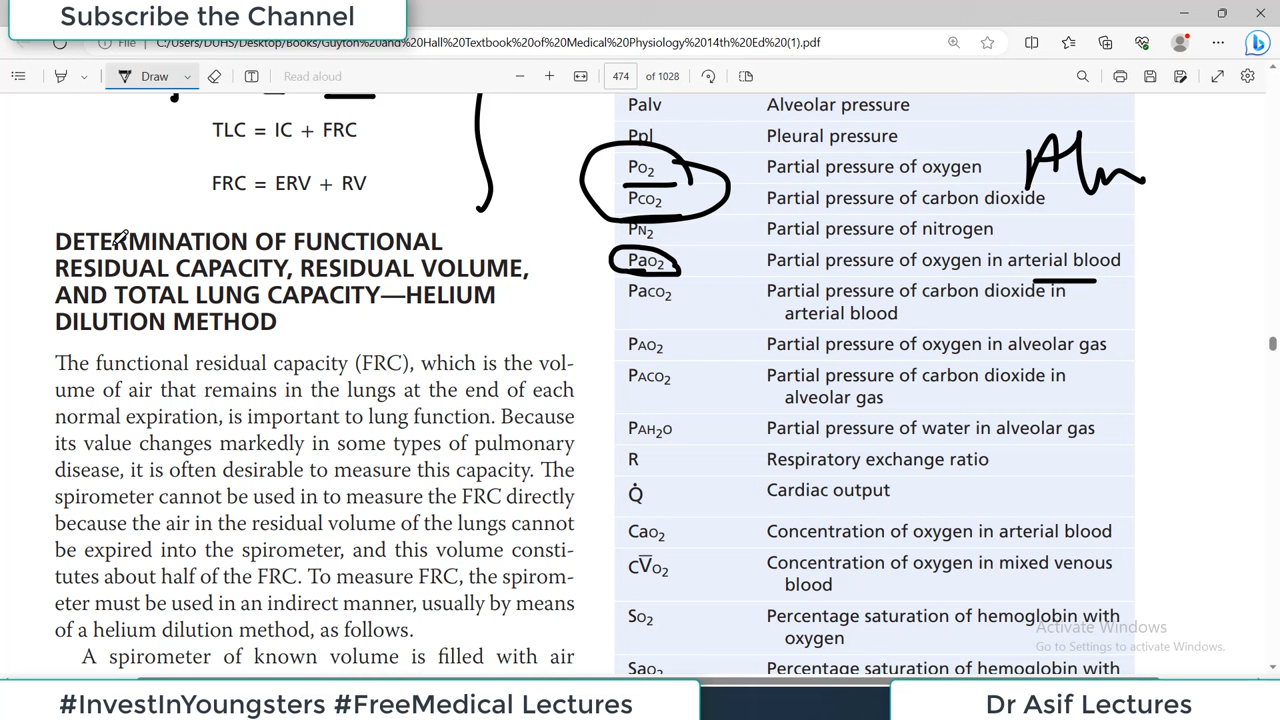 Subscribe the Channel
File C:/Users/DUHS/Desktop/Books/Guyton%20and%20Hall%20Textbook%20of%20Medical%20Physiology%2014th%20Ed%20(1).pdf
Draw
Read aloud
474 of 1028
TLC = IC + FRC
FRC = ERV + RV
DETERMINATION OF FUNCTIONAL
RESIDUAL CAPACITY, RESIDUAL VOLUME,
AND TOTAL LUNG CAPACITY—HELIUM
DILUTION METHOD
The functional residual capacity (FRC), which is the vol-
ume of air that remains in the lungs at the end of each
normal expiration, is important to lung function. Because
its value changes markedly in some types of pulmonary
disease, it is often desirable to measure this capacity. The
spirometer cannot be used in to measure the FRC directly
because the air in the residual volume of the lungs cannot
be expired into the spirometer, and this volume consti-
tutes about half of the FRC. To measure FRC, the spirom-
eter must be used in an indirect manner, usually by means
of a helium dilution method, as follows.
A spirometer of known volume is filled with air
Palv Alveolar pressure
Ppl Pleural pressure
PO₂ Partial pressure of oxygen
PCO₂ Partial pressure of carbon dioxide
PN₂ Partial pressure of nitrogen
PaO₂ Partial pressure of oxygen in arterial blood
PaCO₂ Partial pressure of carbon dioxide in
arterial blood
PAO₂ Partial pressure of oxygen in alveolar gas
PACO₂ Partial pressure of carbon dioxide in
alveolar gas
PAH₂O Partial pressure of water in alveolar gas
R Respiratory exchange ratio
Q̇ Cardiac output
CaO₂ Concentration of oxygen in arterial blood
CV̅O₂ Concentration of oxygen in mixed venous
blood
SO₂ Percentage saturation of hemoglobin with
oxygen
SaO₂ Percentage saturation of hemoglobin with
Activate Windows
Go to Settings to activate Windows.
#InvestInYoungsters #FreeMedical Lectures
Dr Asif Lectures